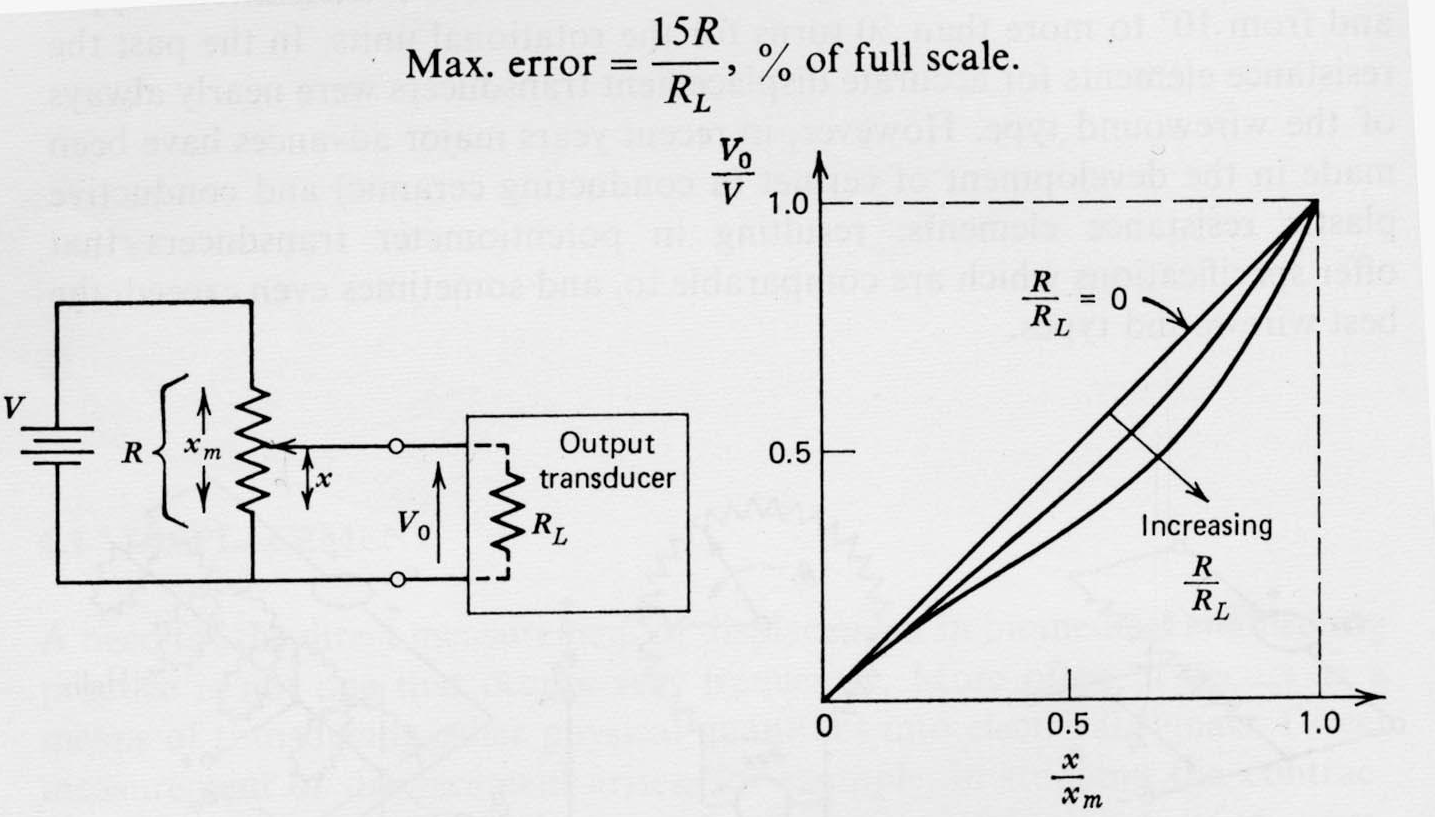 Max. error = 15R/R_L, % of full scale.
V
R
x_m
x
V_0
R_L
Output
transducer
V_0/V
1.0
0.5
R/R_L = 0
Increasing
R/R_L
0
0.5
1.0
x/x_m